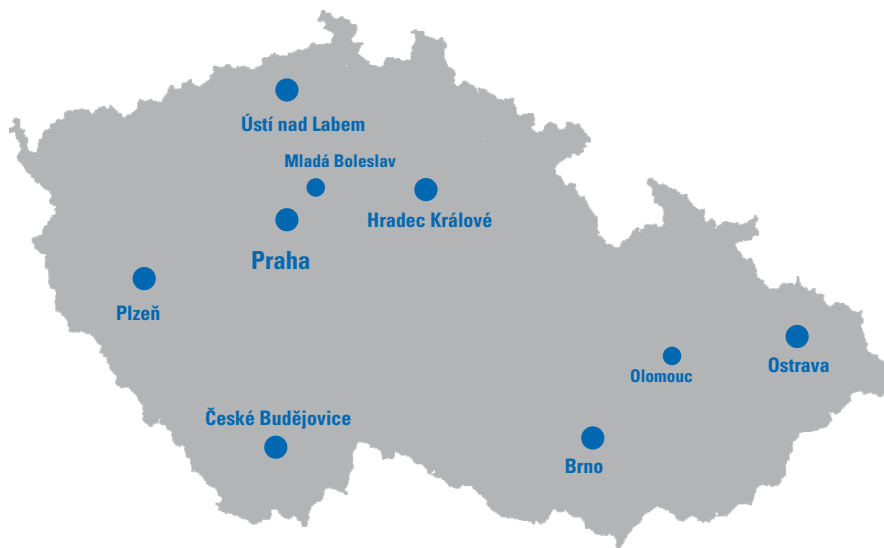 Ústí nad Labem
Mladá Boleslav
Hradec Králové
Praha
Plzeň
Ostrava
Olomouc
České Budějovice
Brno